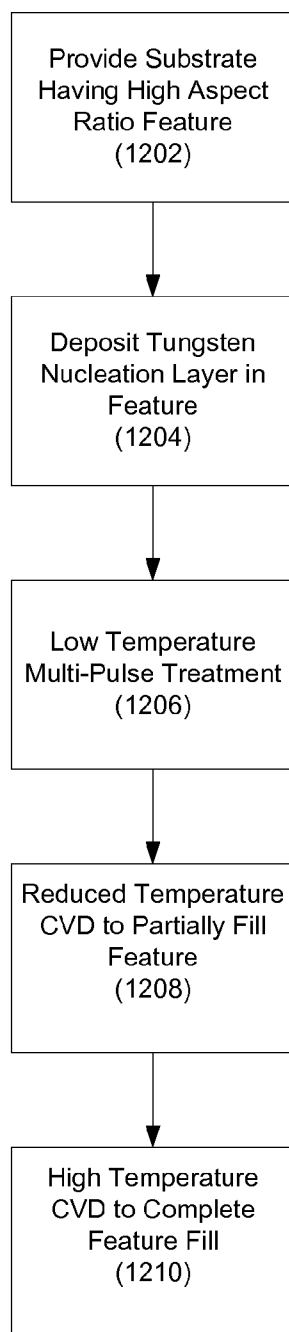 Provide Substrate
Having High Aspect
Ratio Feature
(1202)
Deposit Tungsten
Nucleation Layer in
Feature
(1204)
Low Temperature
Multi-Pulse Treatment
(1206)
Reduced Temperature
CVD to Partially Fill
Feature
(1208)
High Temperature
CVD to Complete
Feature Fill
(1210)